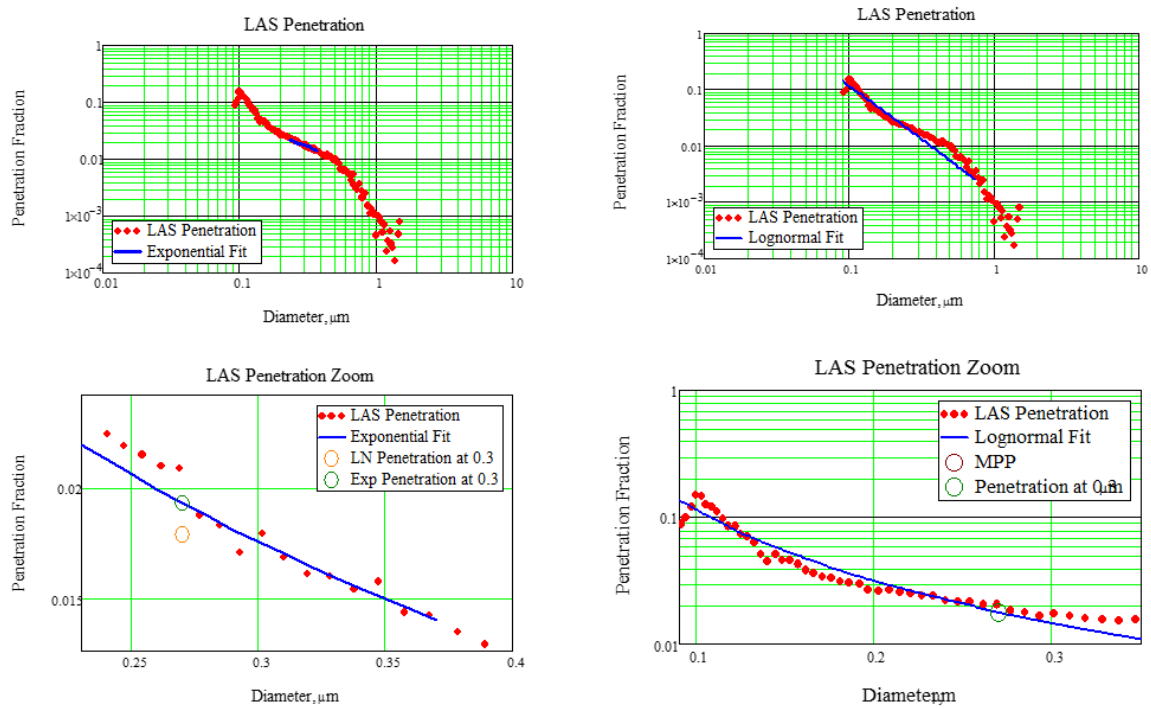 LAS Penetration
Penetration Fraction
1
0.1
0.01
1×10⁻³
1×10⁻⁴
LAS Penetration
Exponential Fit
0.01
0.1
1
10
Diameter, µm
LAS Penetration
Penetration Fraction
1
0.1
0.01
1×10⁻³
1×10⁻⁴
LAS Penetration
Lognormal Fit
0.01
0.1
1
10
Diameter, µm
LAS Penetration Zoom
Penetration Fraction
0.02
0.015
LAS Penetration
Exponential Fit
LN Penetration at 0.3
Exp Penetration at 0.3
0.25
0.3
0.35
0.4
Diameter, µm
LAS Penetration Zoom
Penetration Fraction
1
0.1
0.01
LAS Penetration
Lognormal Fit
MPP
Penetration at 0.3
0.1
0.2
0.3